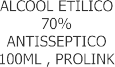 ALCOOL ETILICO
70%
ANTISSEPTICO
100ML , PROLINK